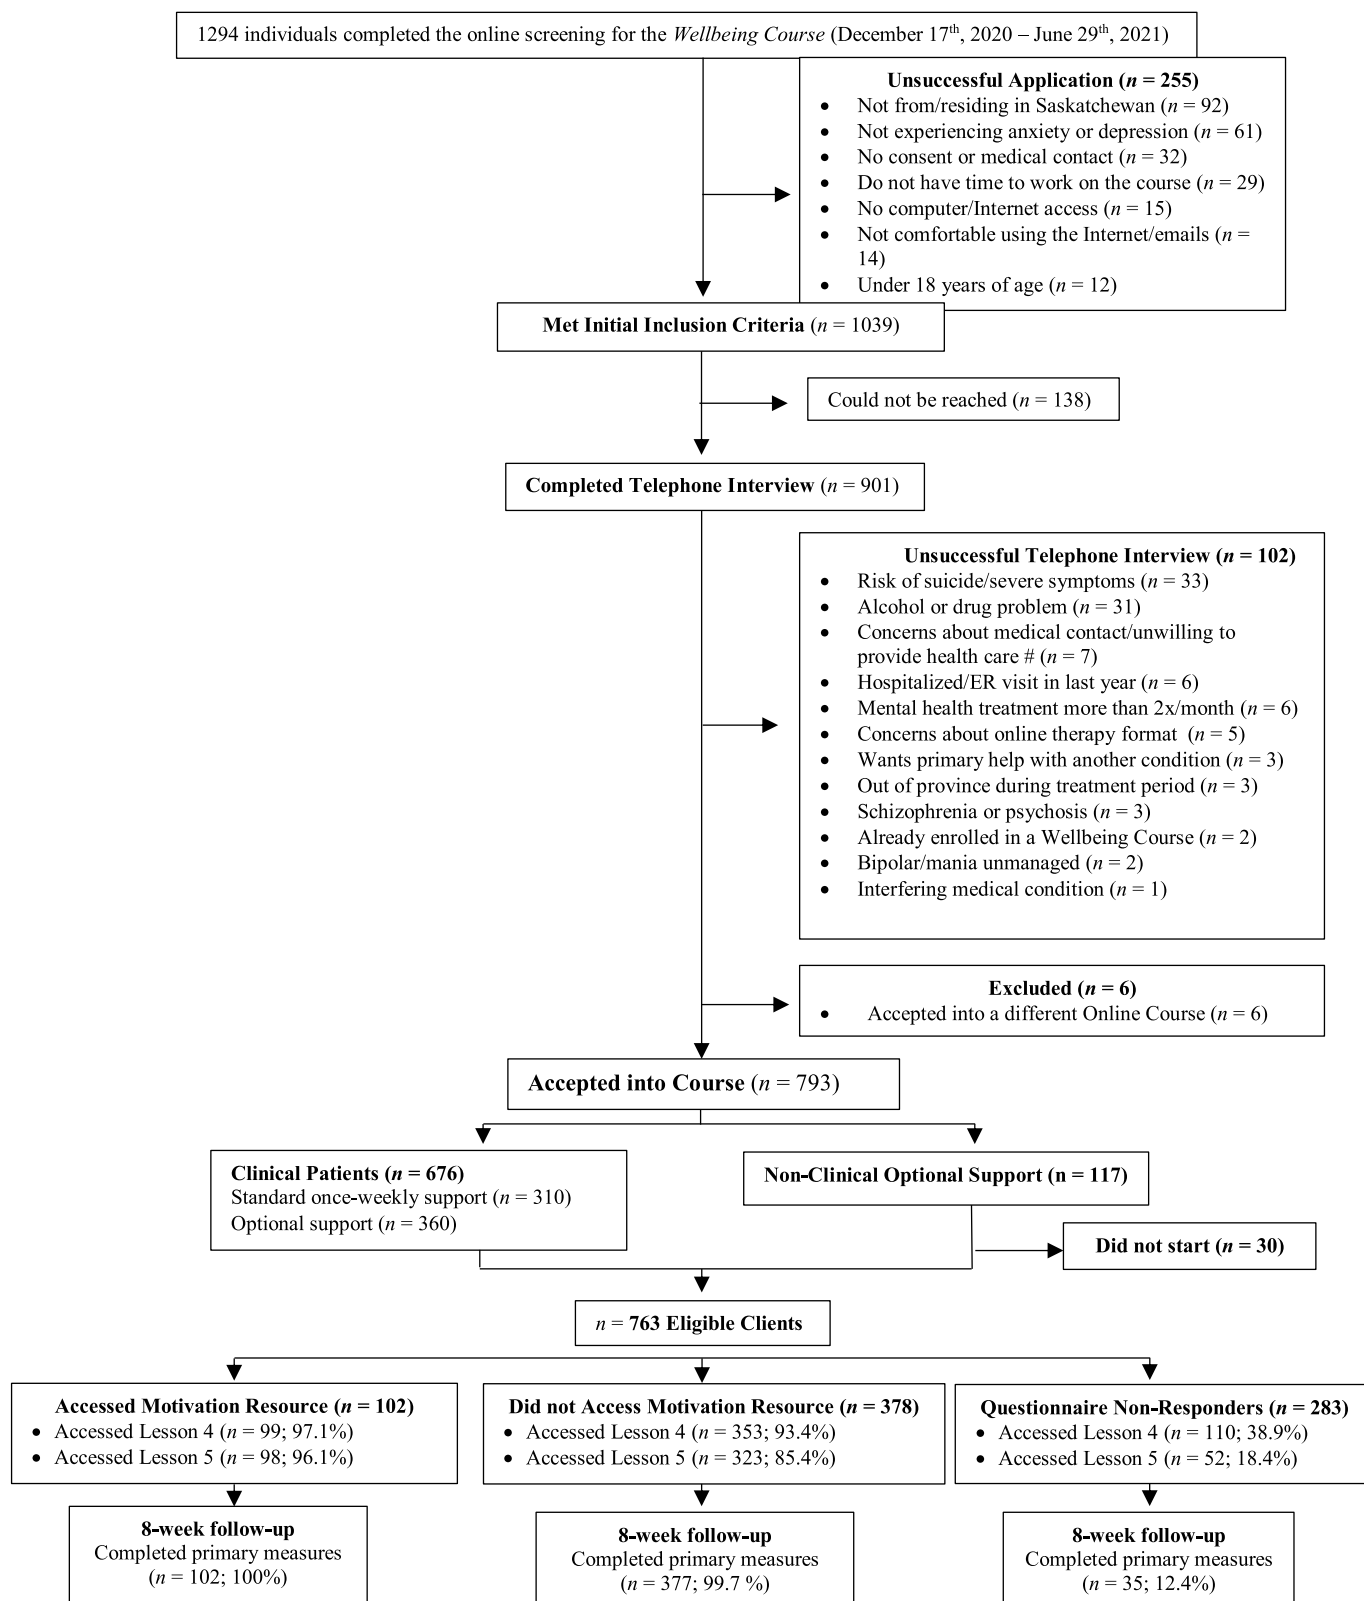 1294 individuals completed the online screening for the Wellbeing Course (December 17th, 2020 – June 29th, 2021)
Unsuccessful Application (n = 255)
• Not from/residing in Saskatchewan (n = 92)
• Not experiencing anxiety or depression (n = 61)
• No consent or medical contact (n = 32)
• Do not have time to work on the course (n = 29)
• No computer/Internet access (n = 15)
• Not comfortable using the Internet/emails (n =
14)
• Under 18 years of age (n = 12)
Met Initial Inclusion Criteria (n = 1039)
Could not be reached (n = 138)
Completed Telephone Interview (n = 901)
Unsuccessful Telephone Interview (n = 102)
• Risk of suicide/severe symptoms (n = 33)
• Alcohol or drug problem (n = 31)
• Concerns about medical contact/unwilling to
provide health care # (n = 7)
• Hospitalized/ER visit in last year (n = 6)
• Mental health treatment more than 2x/month (n = 6)
• Concerns about online therapy format (n = 5)
• Wants primary help with another condition (n = 3)
• Out of province during treatment period (n = 3)
• Schizophrenia or psychosis (n = 3)
• Already enrolled in a Wellbeing Course (n = 2)
• Bipolar/mania unmanaged (n = 2)
• Interfering medical condition (n = 1)
Excluded (n = 6)
• Accepted into a different Online Course (n = 6)
Accepted into Course (n = 793)
Clinical Patients (n = 676)
Standard once-weekly support (n = 310)
Optional support (n = 360)
Non-Clinical Optional Support (n = 117)
Did not start (n = 30)
n = 763 Eligible Clients
Accessed Motivation Resource (n = 102)
• Accessed Lesson 4 (n = 99; 97.1%)
• Accessed Lesson 5 (n = 98; 96.1%)
Did not Access Motivation Resource (n = 378)
• Accessed Lesson 4 (n = 353; 93.4%)
• Accessed Lesson 5 (n = 323; 85.4%)
Questionnaire Non-Responders (n = 283)
• Accessed Lesson 4 (n = 110; 38.9%)
• Accessed Lesson 5 (n = 52; 18.4%)
8-week follow-up
Completed primary measures
(n = 102; 100%)
8-week follow-up
Completed primary measures
(n = 377; 99.7 %)
8-week follow-up
Completed primary measures
(n = 35; 12.4%)